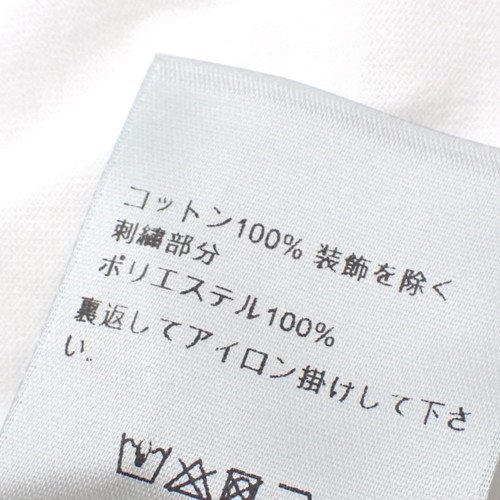 コットン100% 装飾を除く
刺繍部分
ポリエステル100%
裏返してアイロン掛けして下さ
い.